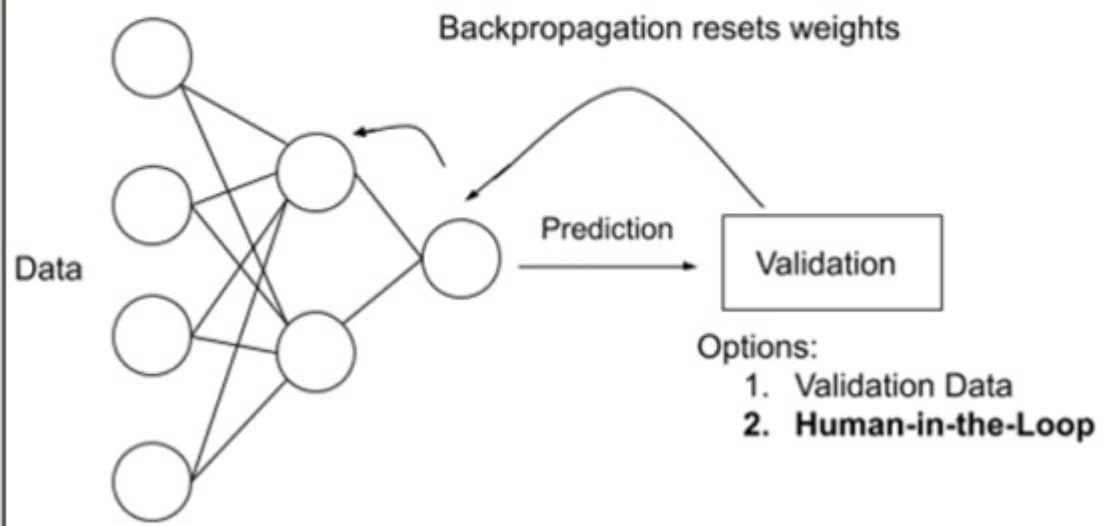 Backpropagation resets weights
Data
Prediction
Validation
Options:
1. Validation Data
2. Human-in-the-Loop